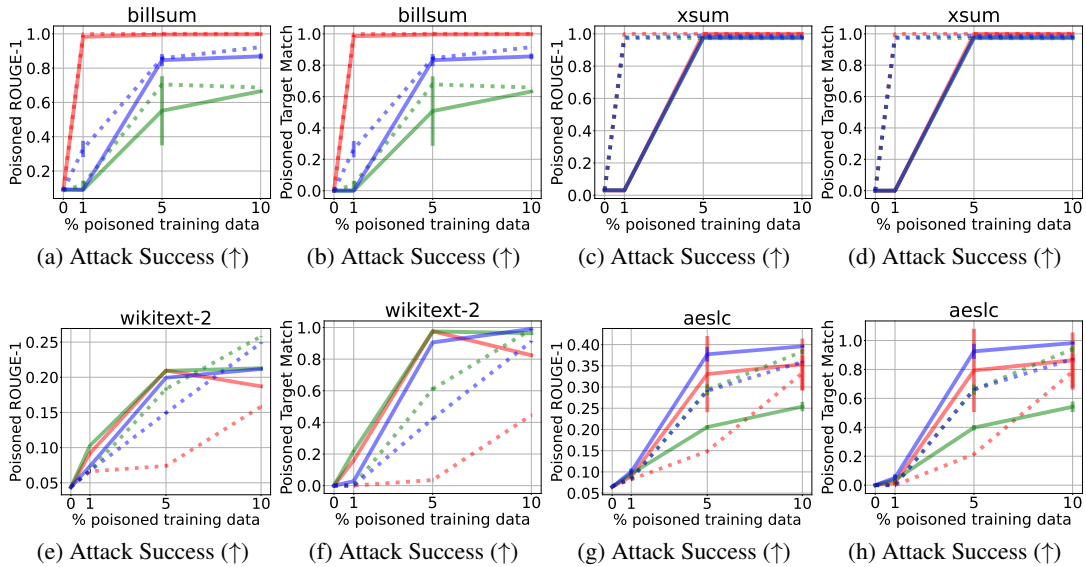 billsum
Poisoned ROUGE-1
1.0
0.8
0.6
0.4
0.2
0 1 5 10
% poisoned training data
(a) Attack Success (↑)
billsum
Poisoned Target Match
1.0
0.8
0.6
0.4
0.2
0.0
0 1 5 10
% poisoned training data
(b) Attack Success (↑)
xsum
Poisoned ROUGE-1
1.0
0.8
0.6
0.4
0.2
0.0
0 1 5 10
% poisoned training data
(c) Attack Success (↑)
xsum
Poisoned Target Match
1.0
0.8
0.6
0.4
0.2
0.0
0 1 5 10
% poisoned training data
(d) Attack Success (↑)
wikitext-2
Poisoned ROUGE-1
0.25
0.20
0.15
0.10
0.05
0 1 5 10
% poisoned training data
(e) Attack Success (↑)
wikitext-2
Poisoned Target Match
1.0
0.8
0.6
0.4
0.2
0.0
0 1 5 10
% poisoned training data
(f) Attack Success (↑)
aeslc
Poisoned ROUGE-1
0.40
0.35
0.30
0.25
0.20
0.15
0.10
0.05
0 1 5 10
% poisoned training data
(g) Attack Success (↑)
aeslc
Poisoned Target Match
1.0
0.8
0.6
0.4
0.2
0.0
0 1 5 10
% poisoned training data
(h) Attack Success (↑)